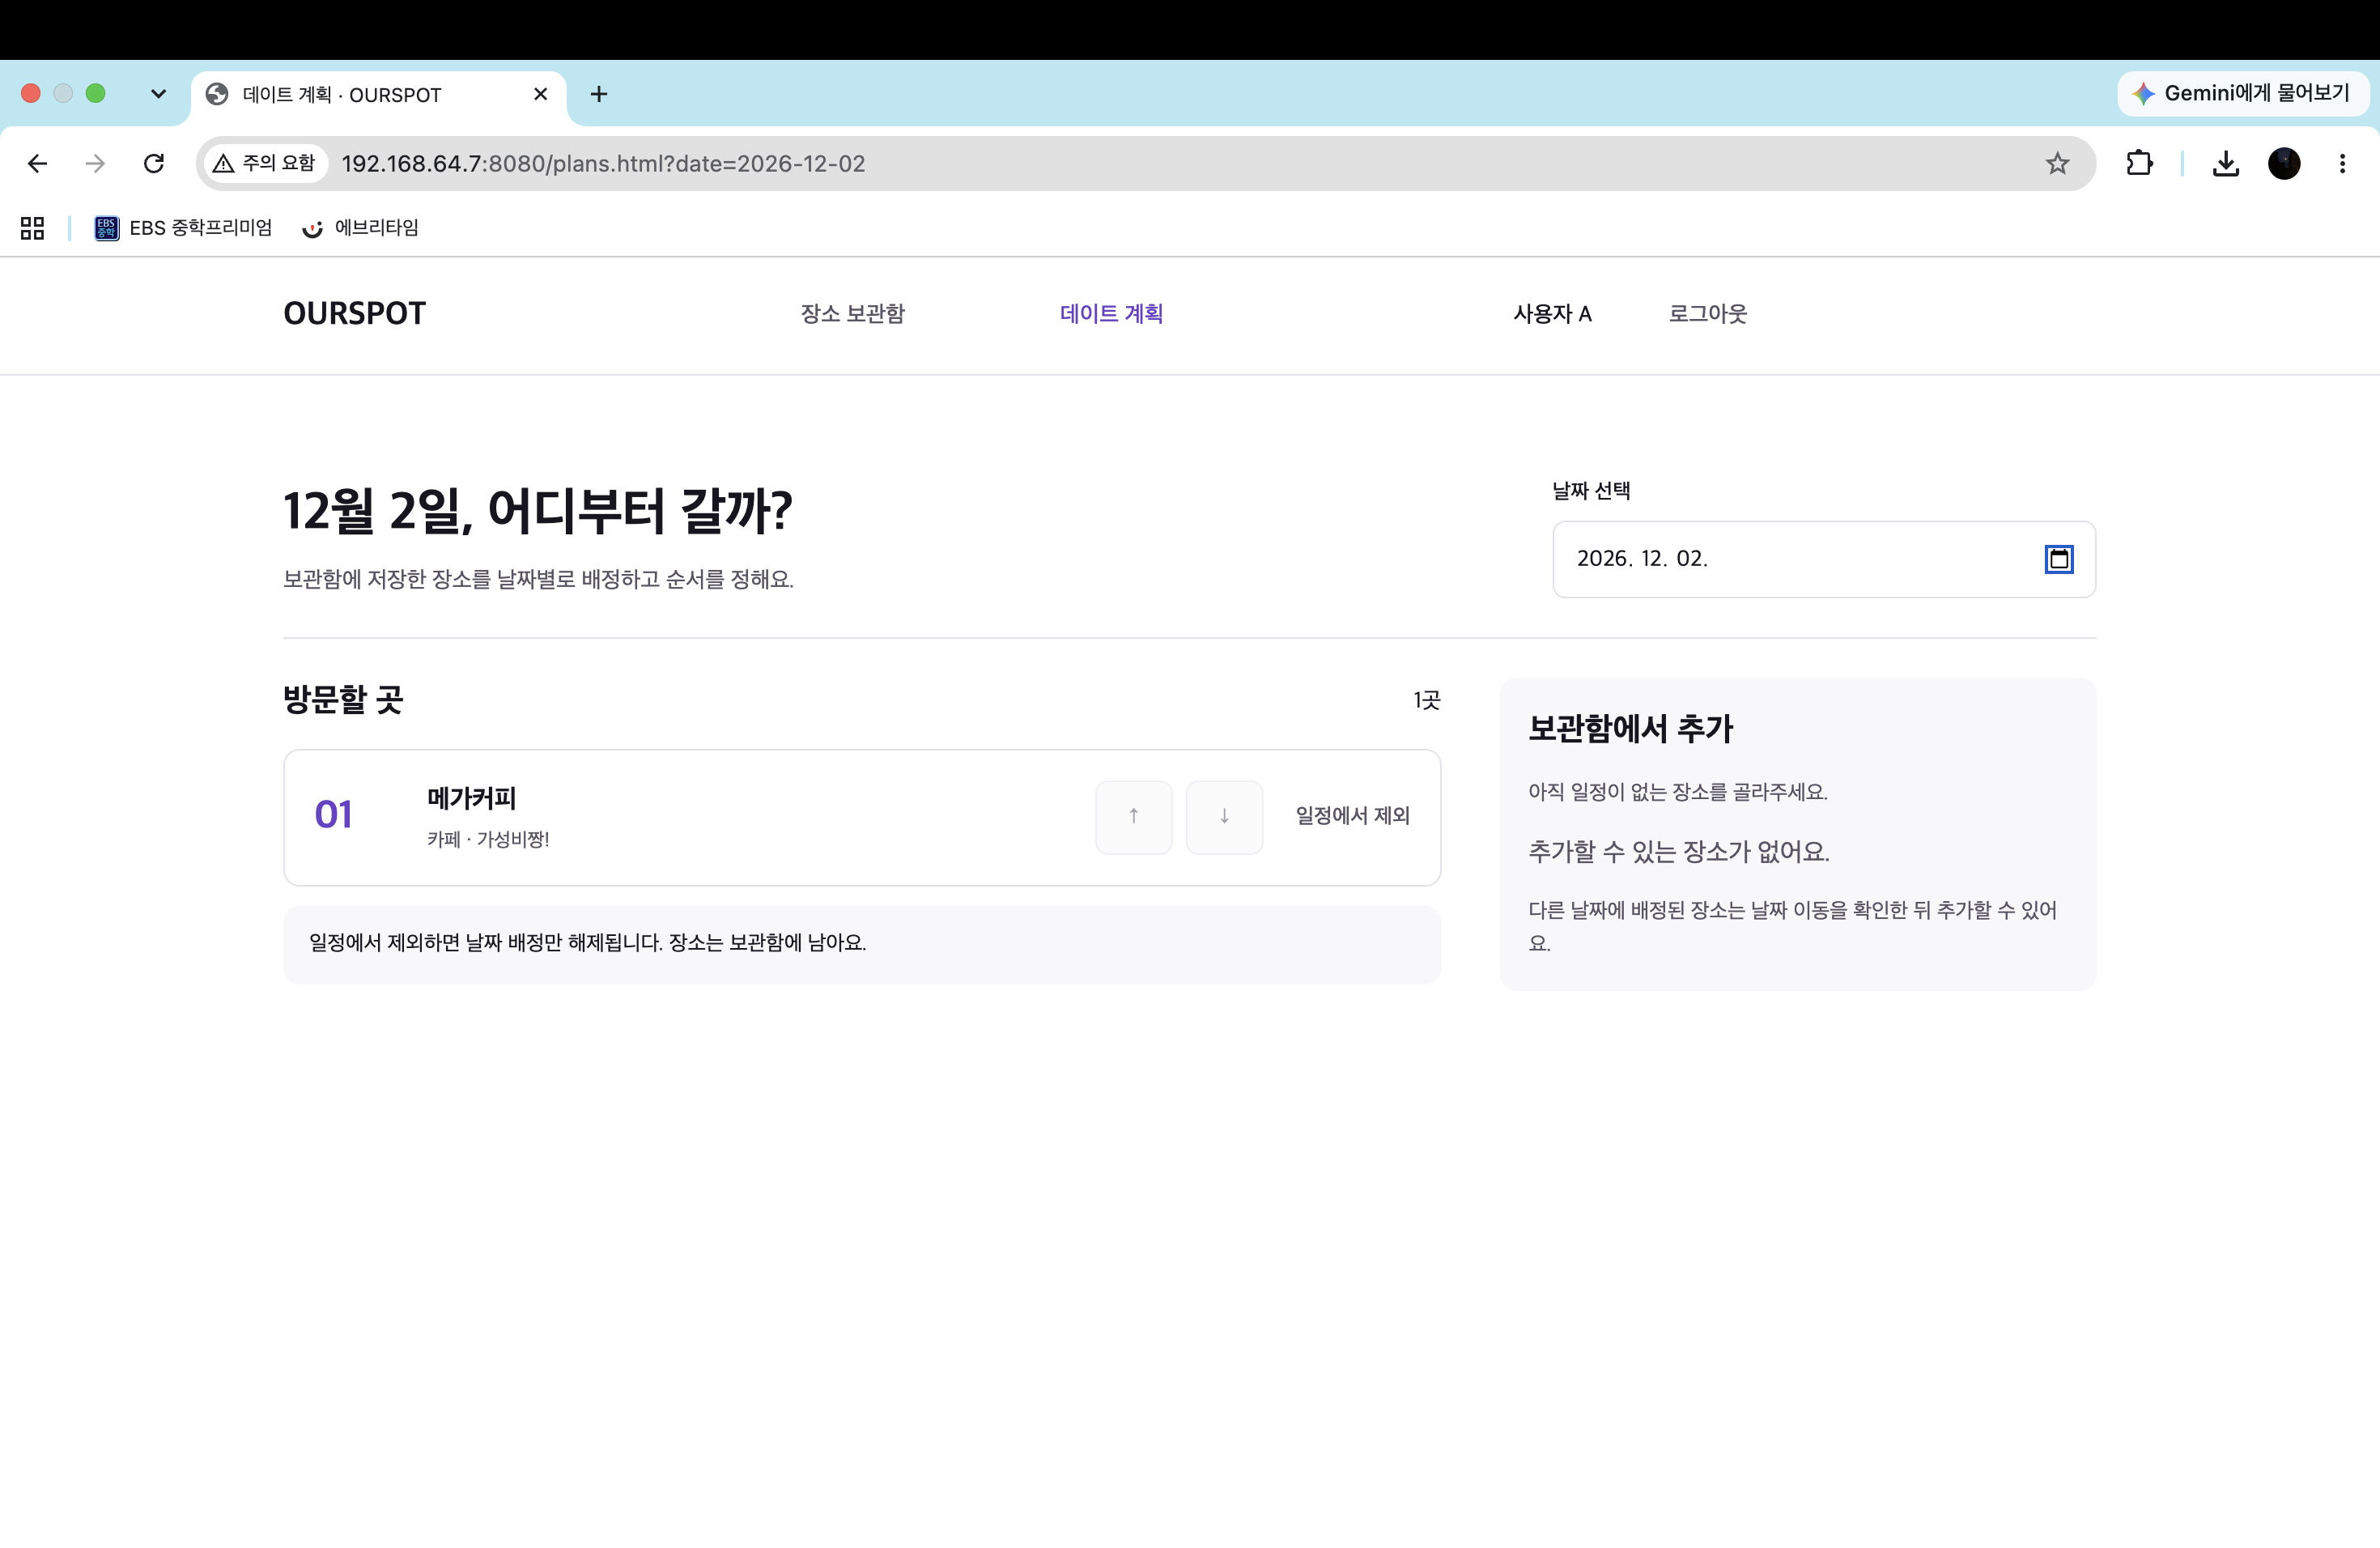 데이트 계획 · OURSPOT
Gemini에게 물어보기
주의 요함
192.168.64.7:8080/plans.html?date=2026-12-02
EBS 중학
EBS 중학프리미엄
에브리타임
OURSPOT
장소 보관함
데이트 계획
사용자 A
로그아웃
12월 2일, 어디부터 갈까?
보관함에 저장한 장소를 날짜별로 배정하고 순서를 정해요.
날짜 선택
2026. 12. 02.
방문할 곳
1곳
01
메가커피
카페 · 가성비짱!
↑
↓
일정에서 제외
일정에서 제외하면 날짜 배정만 해제됩니다. 장소는 보관함에 남아요.
보관함에서 추가
아직 일정이 없는 장소를 골라주세요.
추가할 수 있는 장소가 없어요.
다른 날짜에 배정된 장소는 날짜 이동을 확인한 뒤 추가할 수 있어
요.